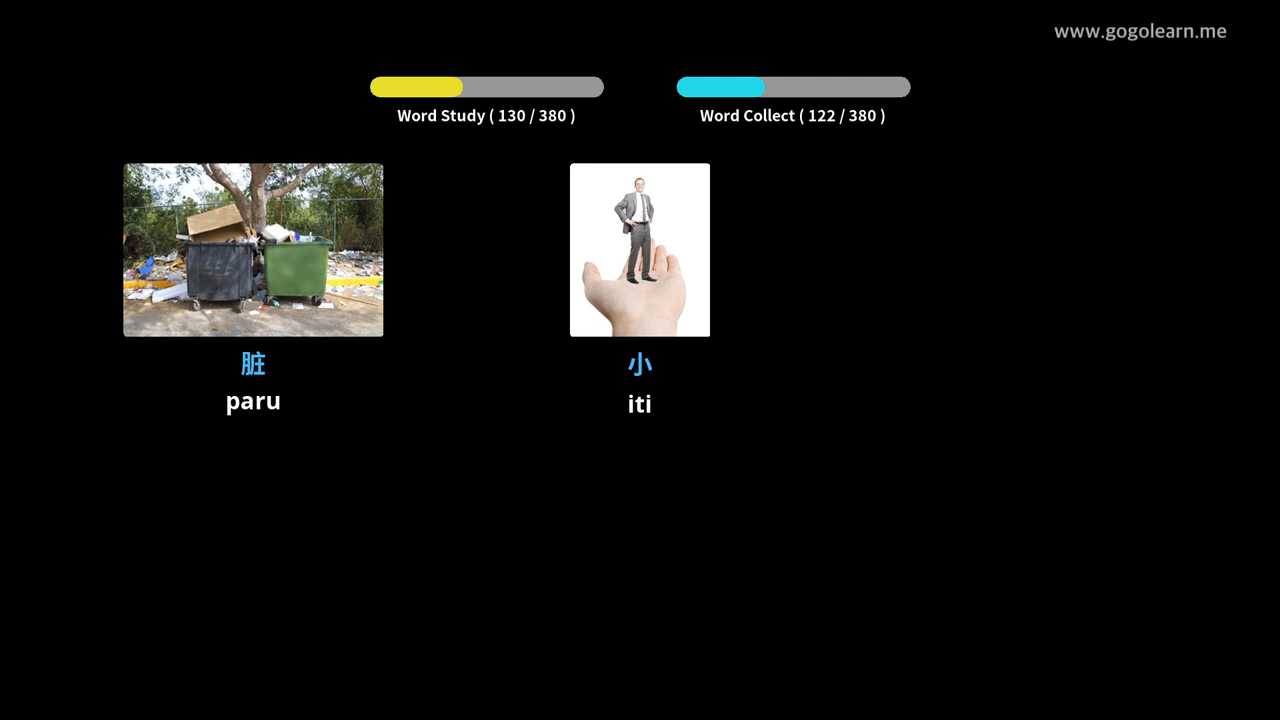 www.gogolearn.me
Word Study ( 130 / 380 )
Word Collect ( 122 / 380 )
脏
paru
小
iti